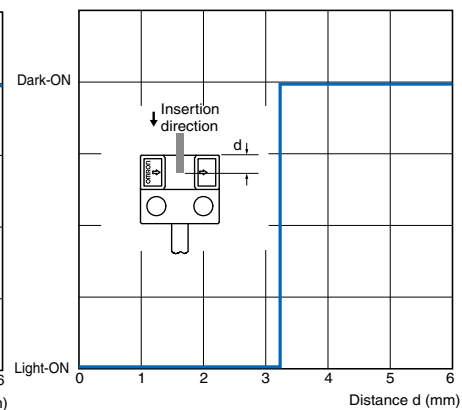 Dark-ON
Insertion
direction
d
OMRON
Light-ON
0 1 2 3 4 5 6
6
Distance d (mm)
)